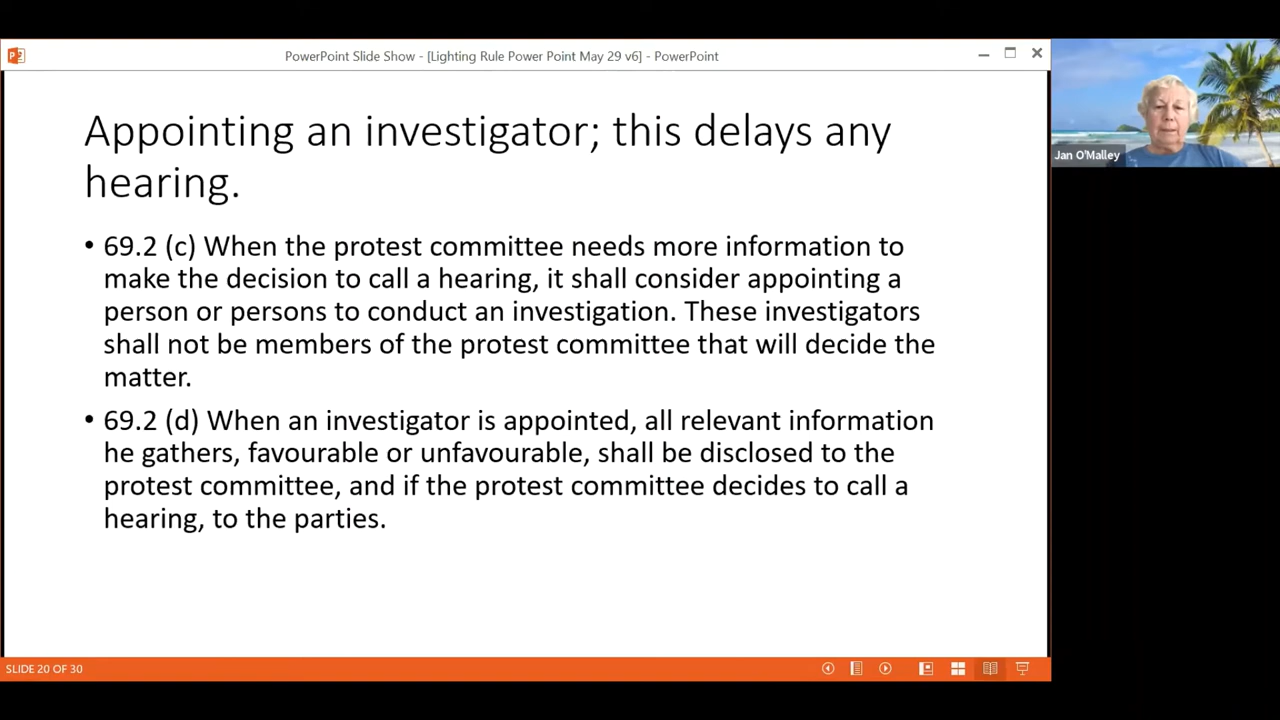 PowerPoint Slide Show - [Lighting Rule Power Point May 29 v6] - PowerPoint
Appointing an investigator; this delays any
hearing.
• 69.2 (c) When the protest committee needs more information to
make the decision to call a hearing, it shall consider appointing a
person or persons to conduct an investigation. These investigators
shall not be members of the protest committee that will decide the
matter.
• 69.2 (d) When an investigator is appointed, all relevant information
he gathers, favourable or unfavourable, shall be disclosed to the
protest committee, and if the protest committee decides to call a
hearing, to the parties.
Jan O'Malley
SLIDE 20 OF 30